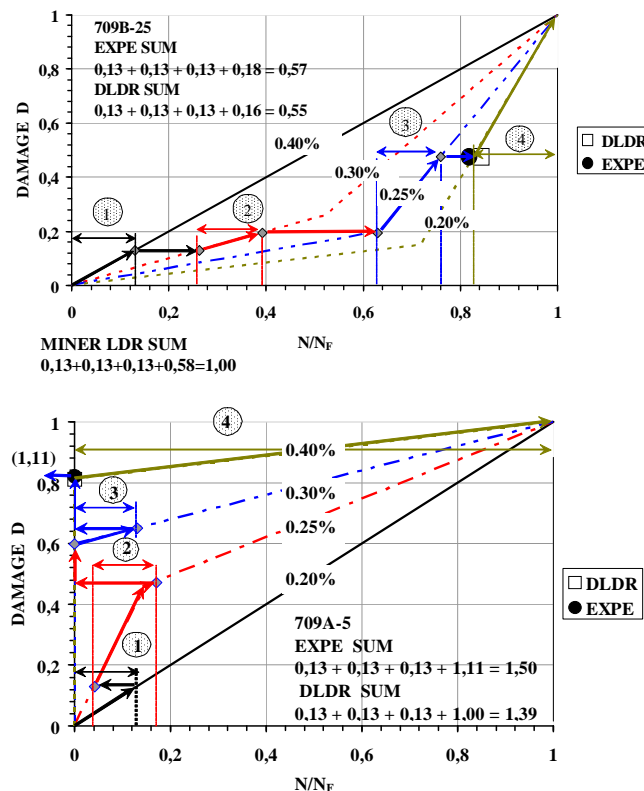 1
709B-25
EXPE SUM
0,13 + 0,13 + 0,13 + 0,18 = 0,57
DLDR SUM
0,13 + 0,13 + 0,13 + 0,16 = 0,55
0,8
0,6
0,4
0,2
0
DAMAGE D
0.40%
0.30%
0.25%
0.20%
1
2
3
4
DLDR
EXPE
0
0,2
0,4
0,6
0,8
1
N/NF
MINER LDR SUM
0,13+0,13+0,13+0,58=1,00
4
1
(1,11)
0,8
0,6
0,4
0,2
0
DAMAGE D
0.40%
0.30%
0.25%
0.20%
3
2
1
DLDR
EXPE
709A-5
EXPE SUM
0,13 + 0,13 + 0,13 + 1,11 = 1,50
DLDR SUM
0,13 + 0,13 + 0,13 + 1,00 = 1,39
0
0,2
0,4
0,6
0,8
1
N/NF